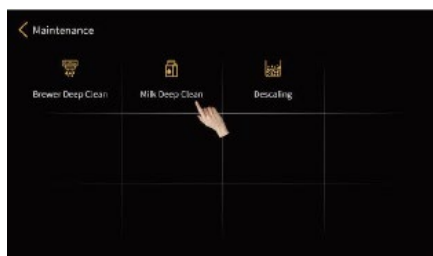 Maintenance
Brewer Deep Clean
Milk Deep Clean
Descaling